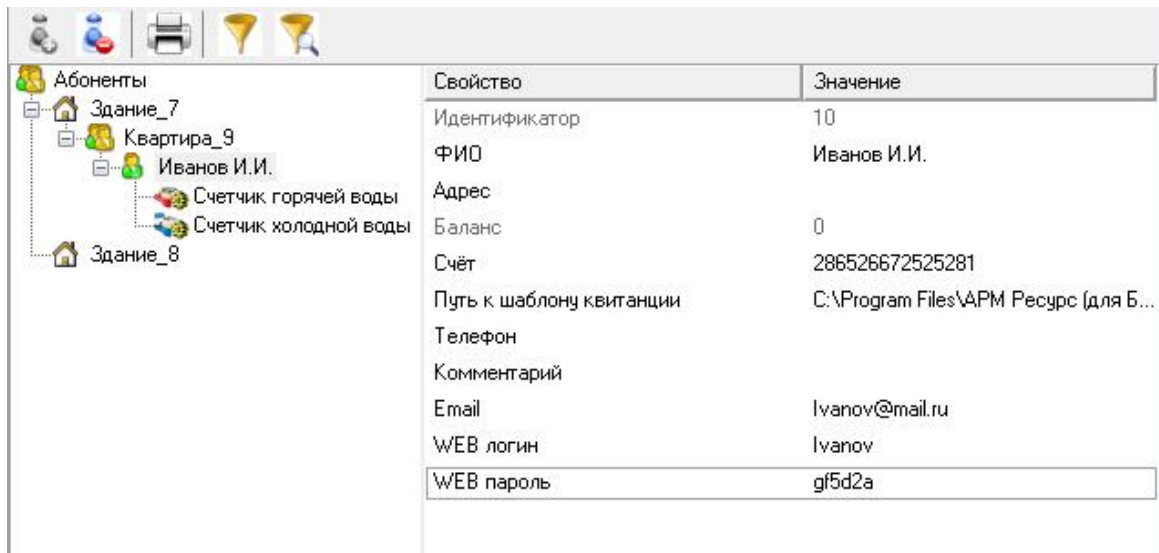 Абоненты
Здание_7
Квартира_9
Иванов И.И.
Счетчик горячей воды
Счетчик холодной воды
Здание_8
Свойство Значение
Идентификатор 10
ФИО Иванов И.И.
Адрес
Баланс 0
Счёт 286526672525281
Путь к шаблону квитанции C:\Program Files\АРМ Ресурс (для Б...
Телефон
Комментарий
Email Ivanov@mail.ru
WEB логин Ivanov
WEB пароль gf5d2a